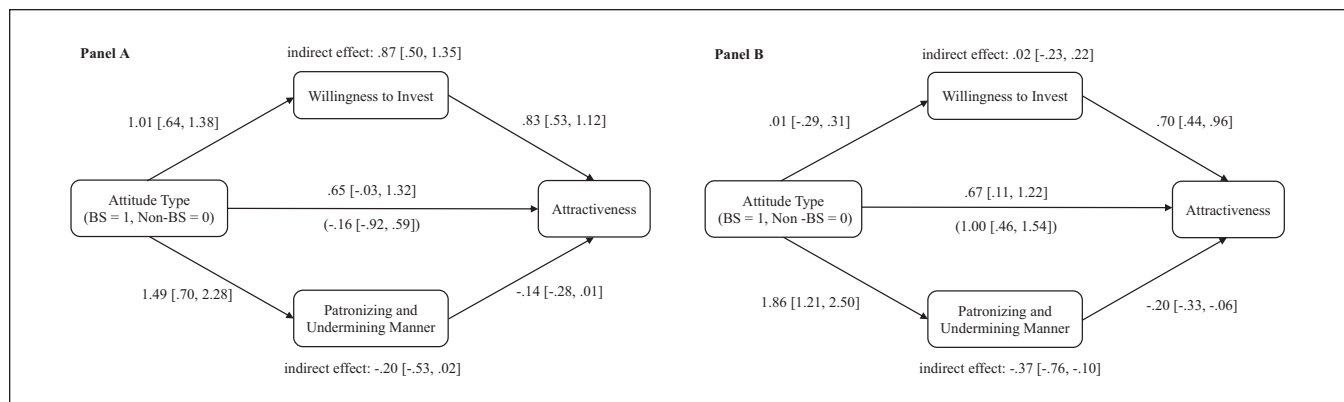 Panel A
indirect effect: .87 [.50, 1.35]
Willingness to Invest
1.01 [.64, 1.38]
.83 [.53, 1.12]
Attitude Type
(BS = 1, Non-BS = 0)
.65 [-.03, 1.32]
(-.16 [-.92, .59])
Attractiveness
1.49 [.70, 2.28]
-.14 [-.28, .01]
Patronizing and
Undermining Manner
indirect effect: -.20 [-.53, .02]
Panel B
indirect effect: .02 [-.23, .22]
Willingness to Invest
.01 [-.29, .31]
.70 [.44, .96]
Attitude Type
(BS = 1, Non -BS = 0)
.67 [.11, 1.22]
(1.00 [.46, 1.54])
Attractiveness
1.86 [1.21, 2.50]
-.20 [-.33, -.06]
Patronizing and
Undermining Manner
indirect effect: -.37 [-.76, -.10]